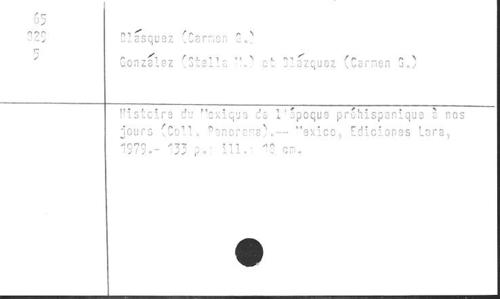 65
929
5
Blásquez (Carmen G.)
González (Stella M.) et Blázquez (Carmen G.)
Histoire du Mexique de l'époque préhispanique à nos
jours (Coll. Panorama).-- Mexico, Ediciones Lara,
1979.- 133 p.: ill.: 18 cm.